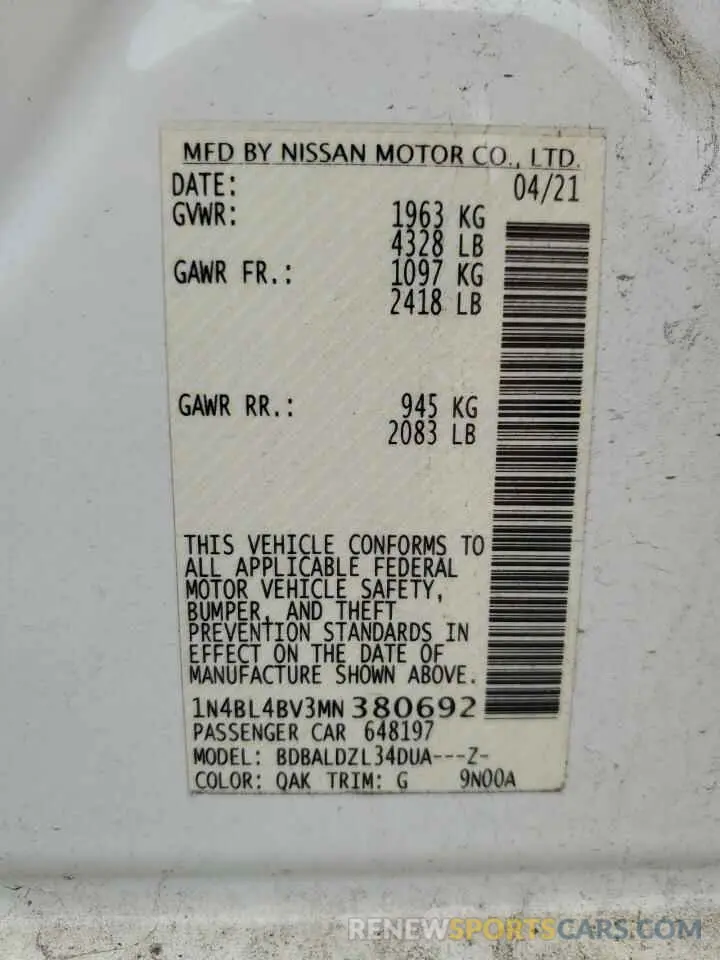 MFD BY NISSAN MOTOR CO., LTD.
DATE: 04/21
GVWR: 1963 KG
4328 LB
GAWR FR.: 1097 KG
2418 LB
GAWR RR.: 945 KG
2083 LB
THIS VEHICLE CONFORMS TO
ALL APPLICABLE FEDERAL
MOTOR VEHICLE SAFETY,
BUMPER, AND THEFT
PREVENTION STANDARDS IN
EFFECT ON THE DATE OF
MANUFACTURE SHOWN ABOVE.
1N4BL4BV3MN380692
PASSENGER CAR 648197
MODEL: BDBALDZL34DUA---Z-
COLOR: QAK TRIM: G 9N00A
RENEWSPORTSCARS.COM